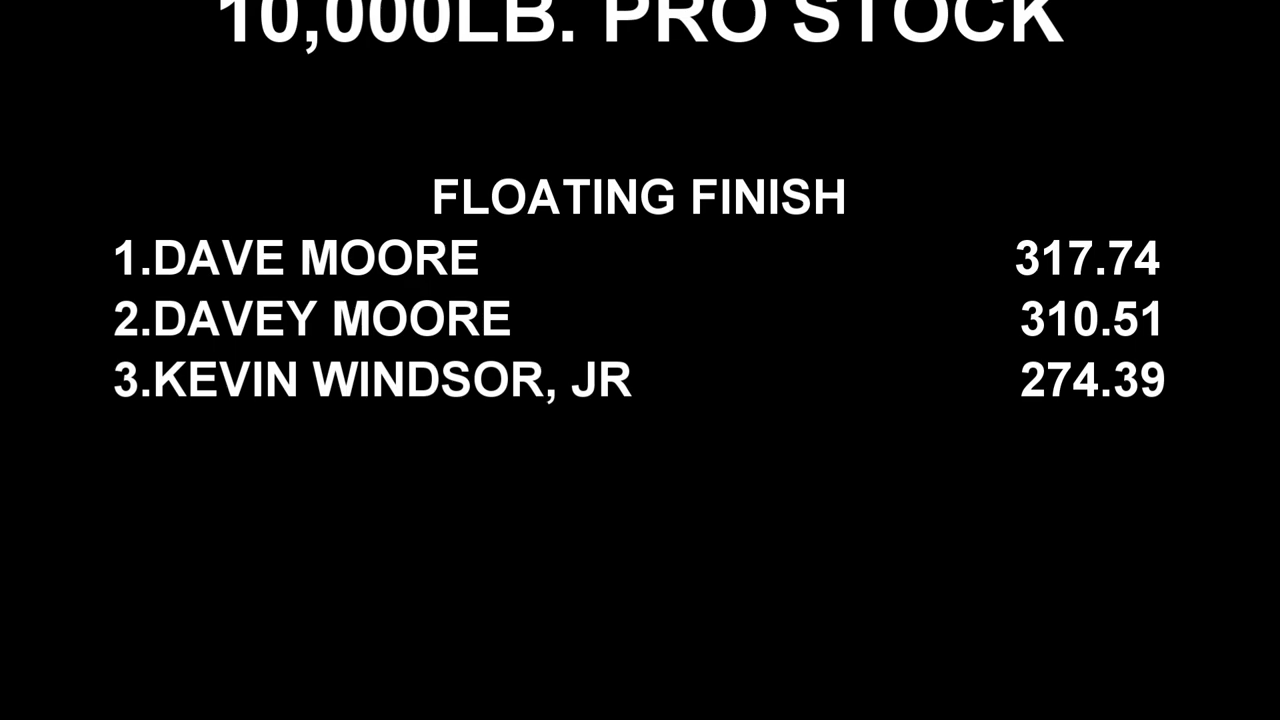 10,000LB. PRO STOCK
FLOATING FINISH
1.DAVE MOORE 317.74
2.DAVEY MOORE 310.51
3.KEVIN WINDSOR, JR 274.39